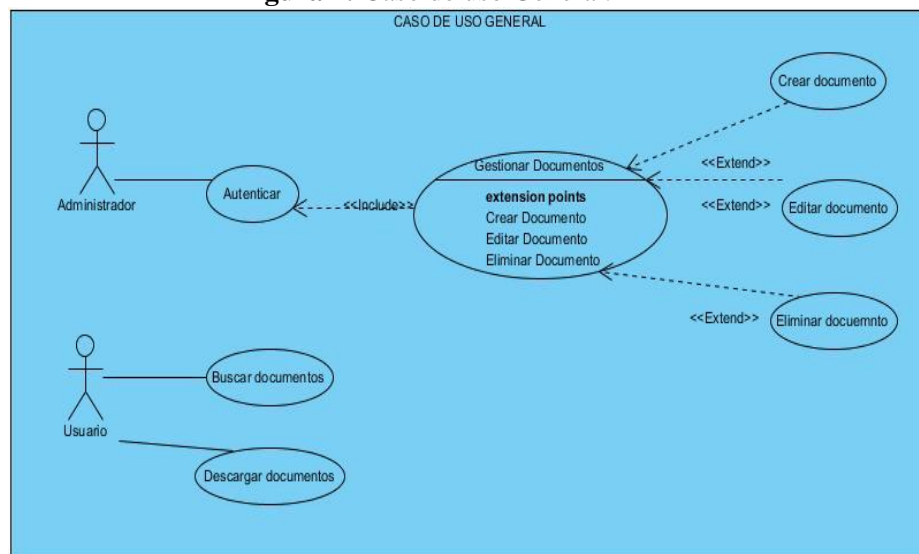 CASO DE USO GENERAL
Crear documento
Gestionar Documentos
<<Extend>>
extension points
Autenticar
<<Include>>
Administrador
Crear Documento
<<Extend>>
Editar documento
Editar Documento
Eliminar Documento
<<Extend>>
Eliminar docuemnto
Buscar documentos
Usuario
Descargar documentos